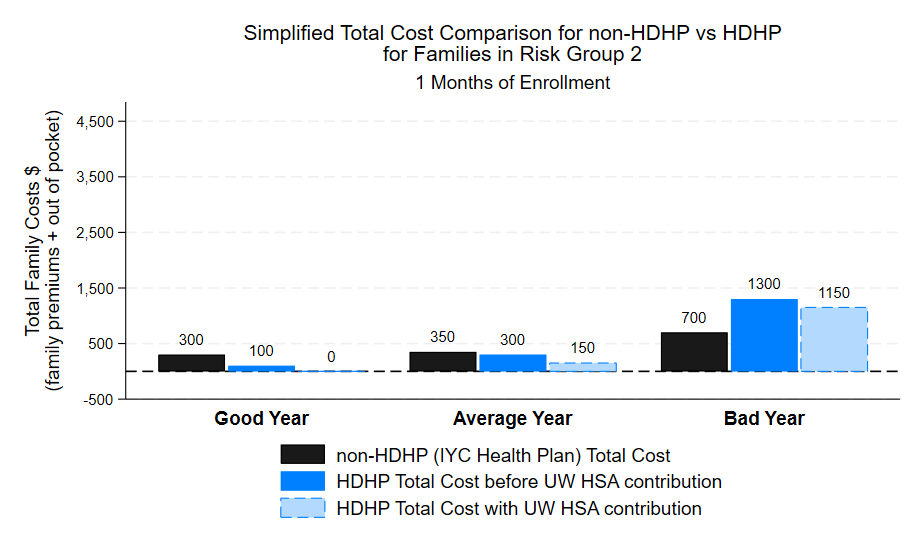 Simplified Total Cost Comparison for non-HDHP vs HDHP
for Families in Risk Group 2
1 Months of Enrollment
Total Family Costs $
(family premiums + out of pocket)
4,500
3,500
2,500
1,500
500
-500
300
100
0
350
300
150
700
1300
1150
Good Year
Average Year
Bad Year
non-HDHP (IYC Health Plan) Total Cost
HDHP Total Cost before UW HSA contribution
HDHP Total Cost with UW HSA contribution